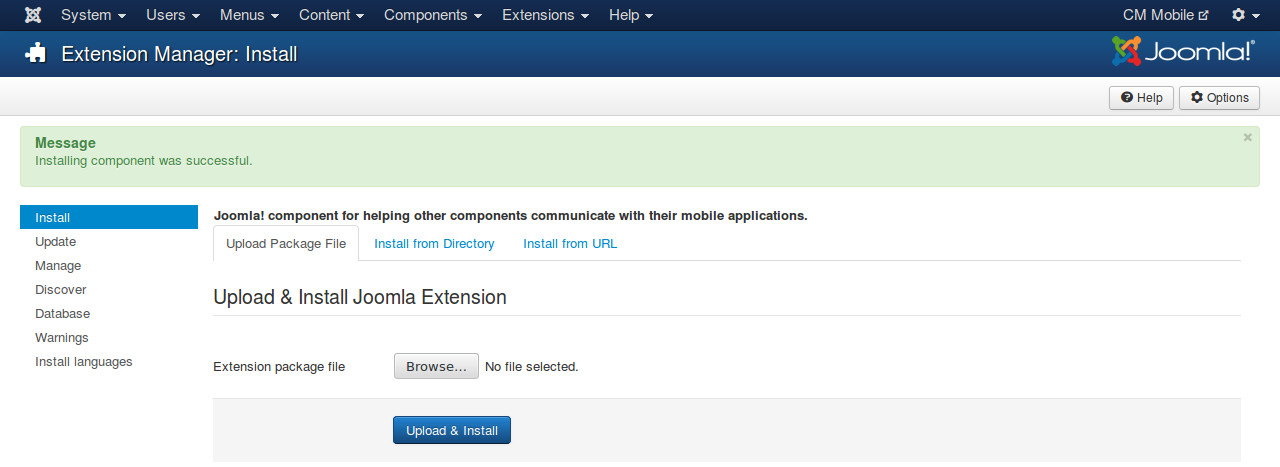 System Users Menus Content Components Extensions Help CM Mobile
Extension Manager: Install Joomla!®
Help Options
Message
Installing component was successful.
×
Install
Update
Manage
Discover
Database
Warnings
Install languages
Joomla! component for helping other components communicate with their mobile applications.
Upload Package File Install from Directory Install from URL
Upload & Install Joomla Extension
Extension package file Browse... No file selected.
Upload & Install